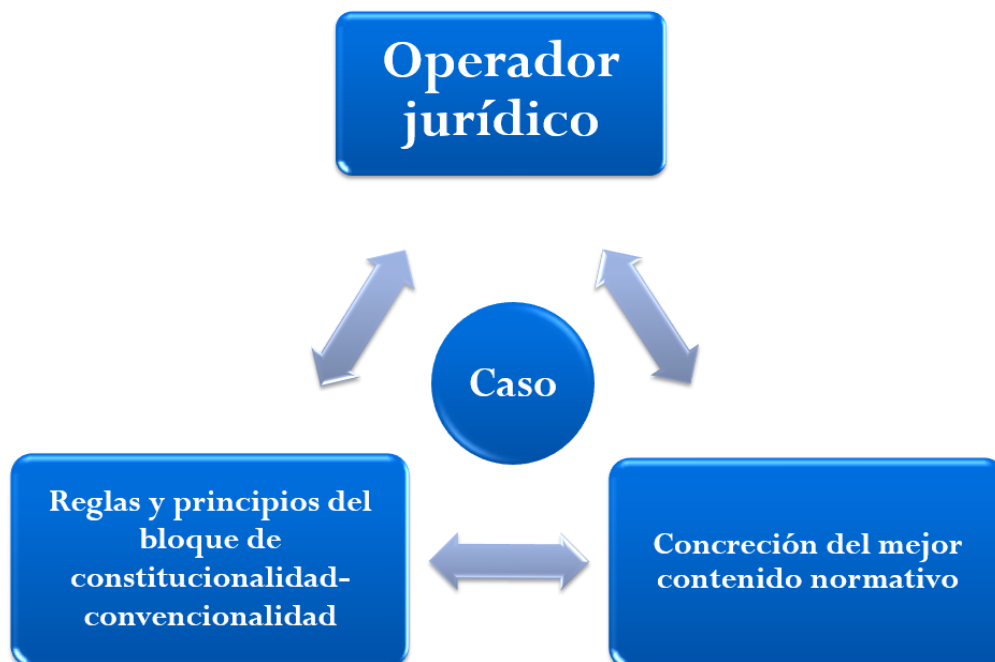 Operador
jurídico
Caso
Reglas y principios del
bloque de
constitucionalidad-
convencionalidad
Concreción del mejor
contenido normativo